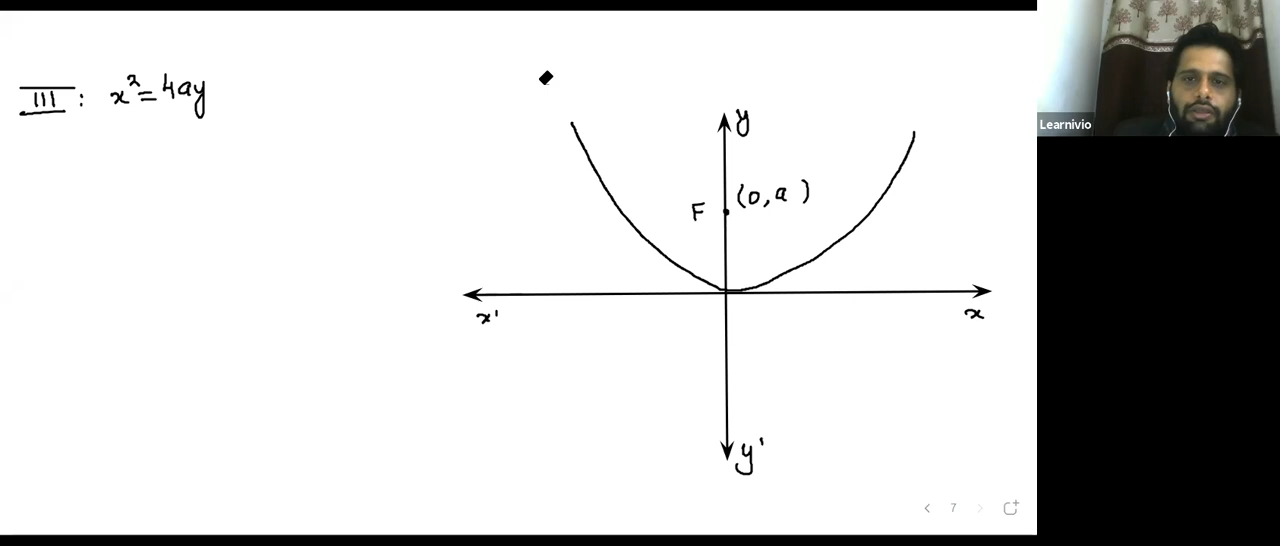 III : x² = 4ay
Learnivio
y
F (0, a )
x'
x
y'
7